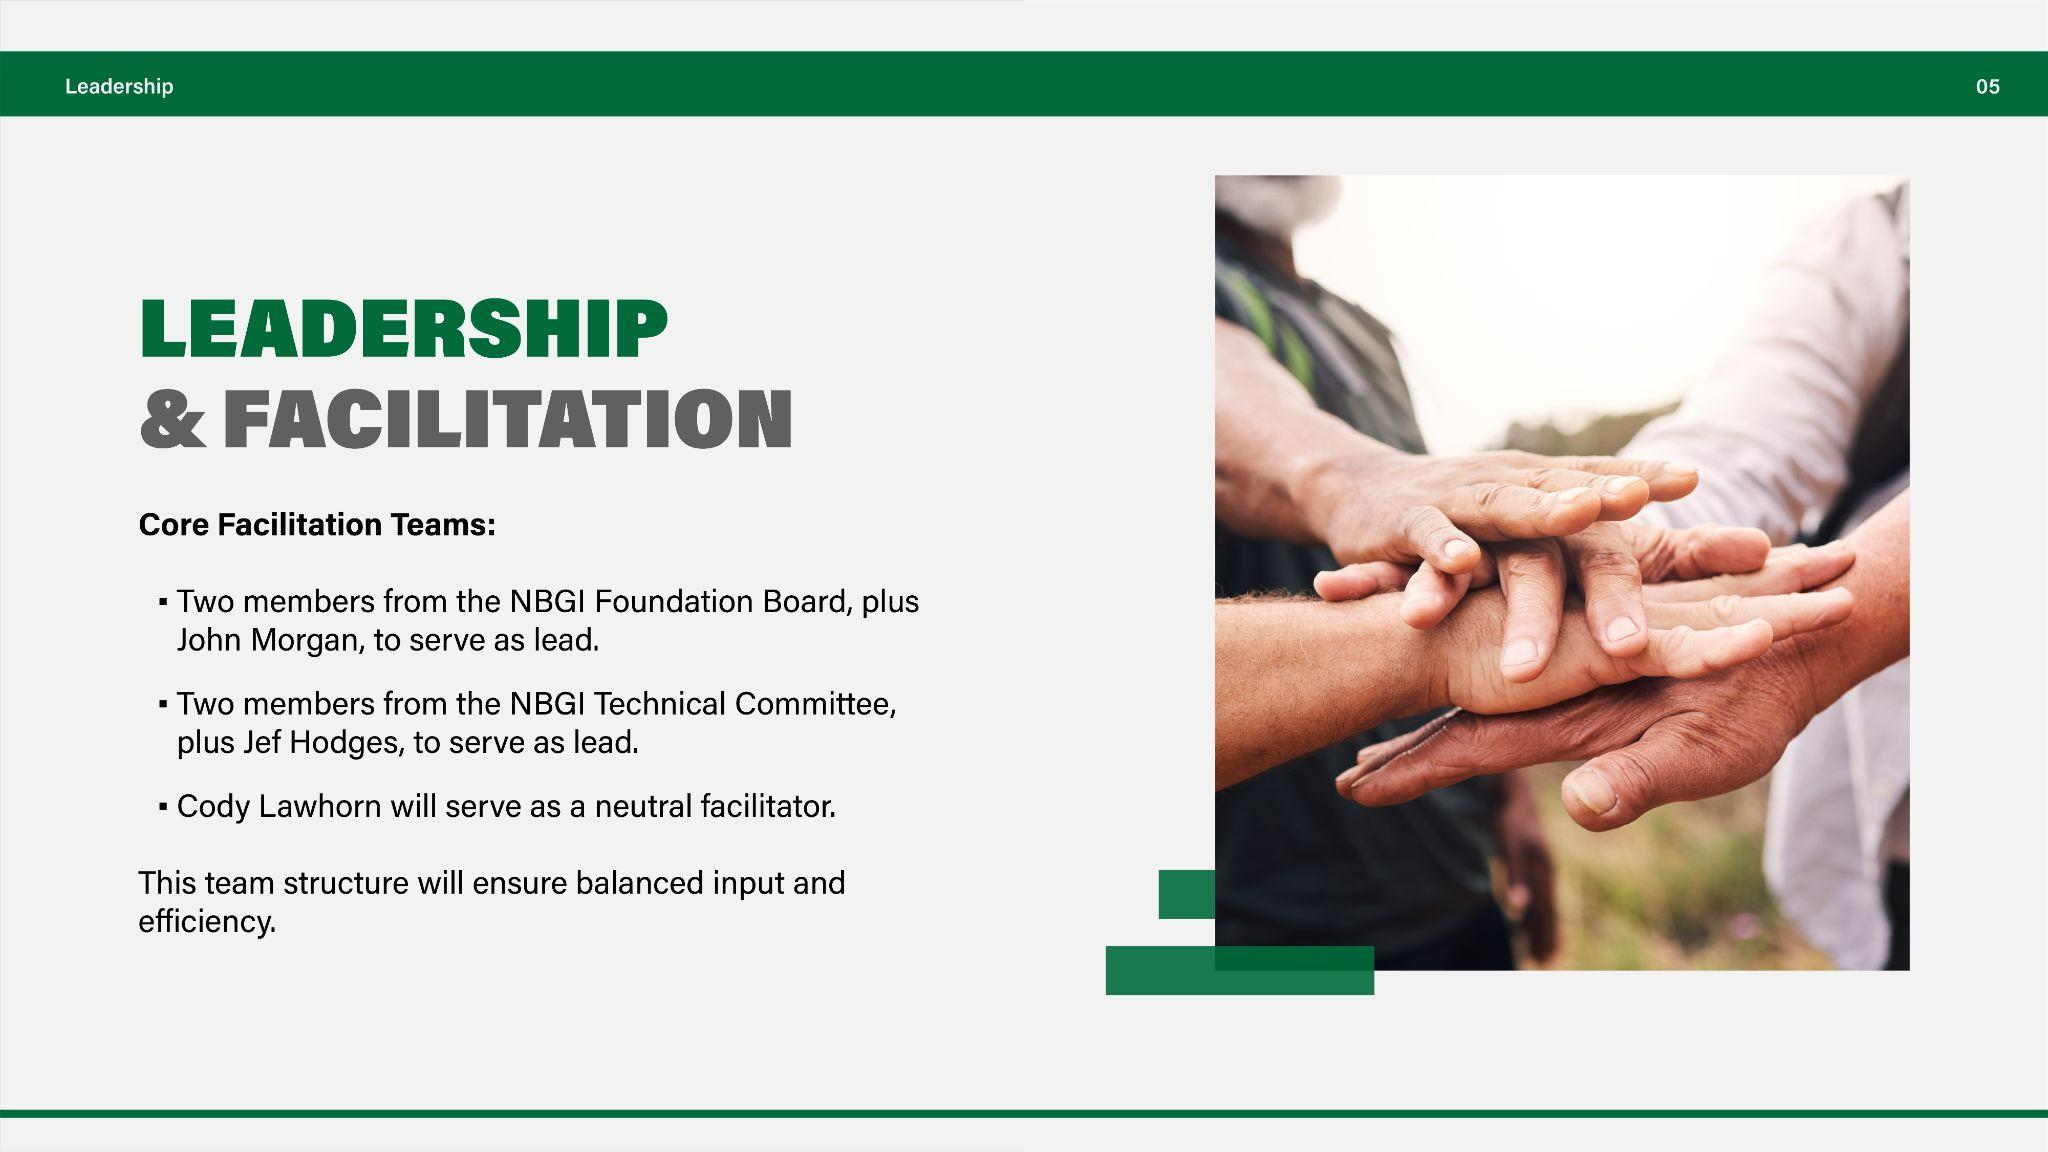 Leadership
05
LEADERSHIP
& FACILITATION
Core Facilitation Teams:
▪ Two members from the NBGI Foundation Board, plus
John Morgan, to serve as lead.
▪ Two members from the NBGI Technical Committee,
plus Jef Hodges, to serve as lead.
▪ Cody Lawhorn will serve as a neutral facilitator.
This team structure will ensure balanced input and
efficiency.